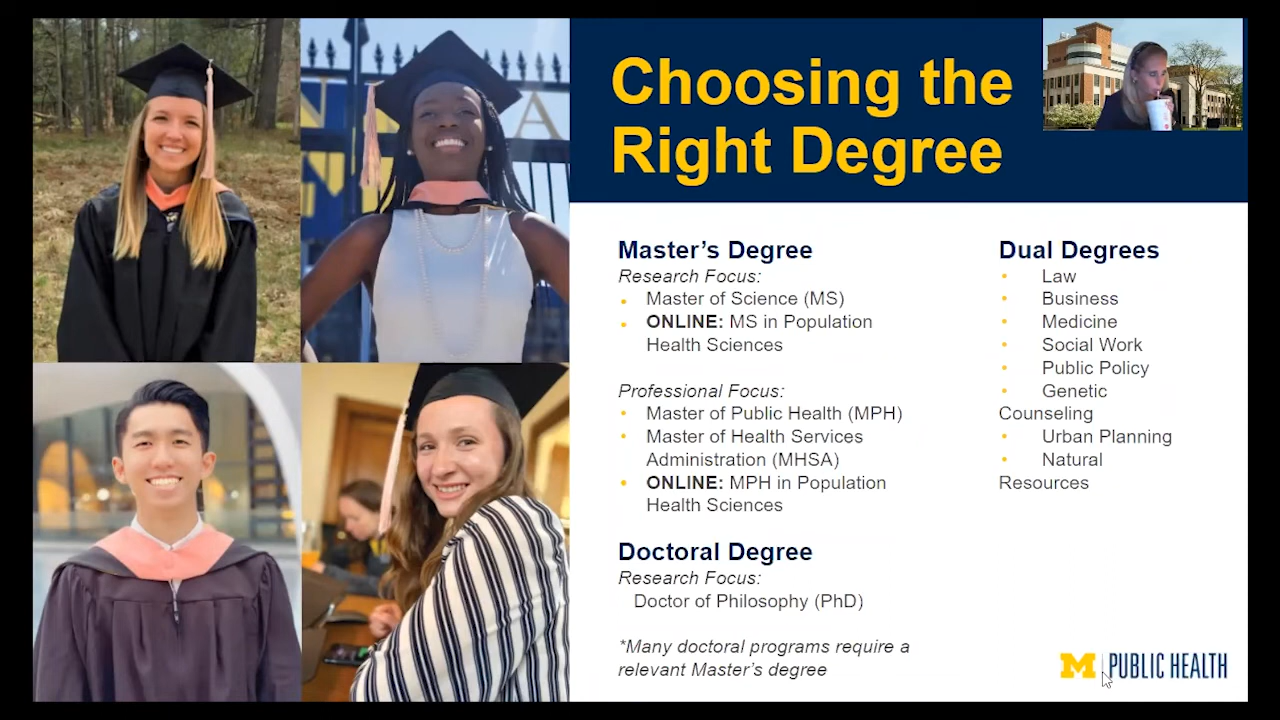 Choosing the
Right Degree
Master's Degree
Research Focus:
• Master of Science (MS)
• ONLINE: MS in Population
Health Sciences
Professional Focus:
• Master of Public Health (MPH)
• Master of Health Services
Administration (MHSA)
• ONLINE: MPH in Population
Health Sciences
Doctoral Degree
Research Focus:
Doctor of Philosophy (PhD)
*Many doctoral programs require a
relevant Master's degree
Dual Degrees
• Law
• Business
• Medicine
• Social Work
• Public Policy
• Genetic
Counseling
• Urban Planning
• Natural
Resources
M PUBLIC HEALTH